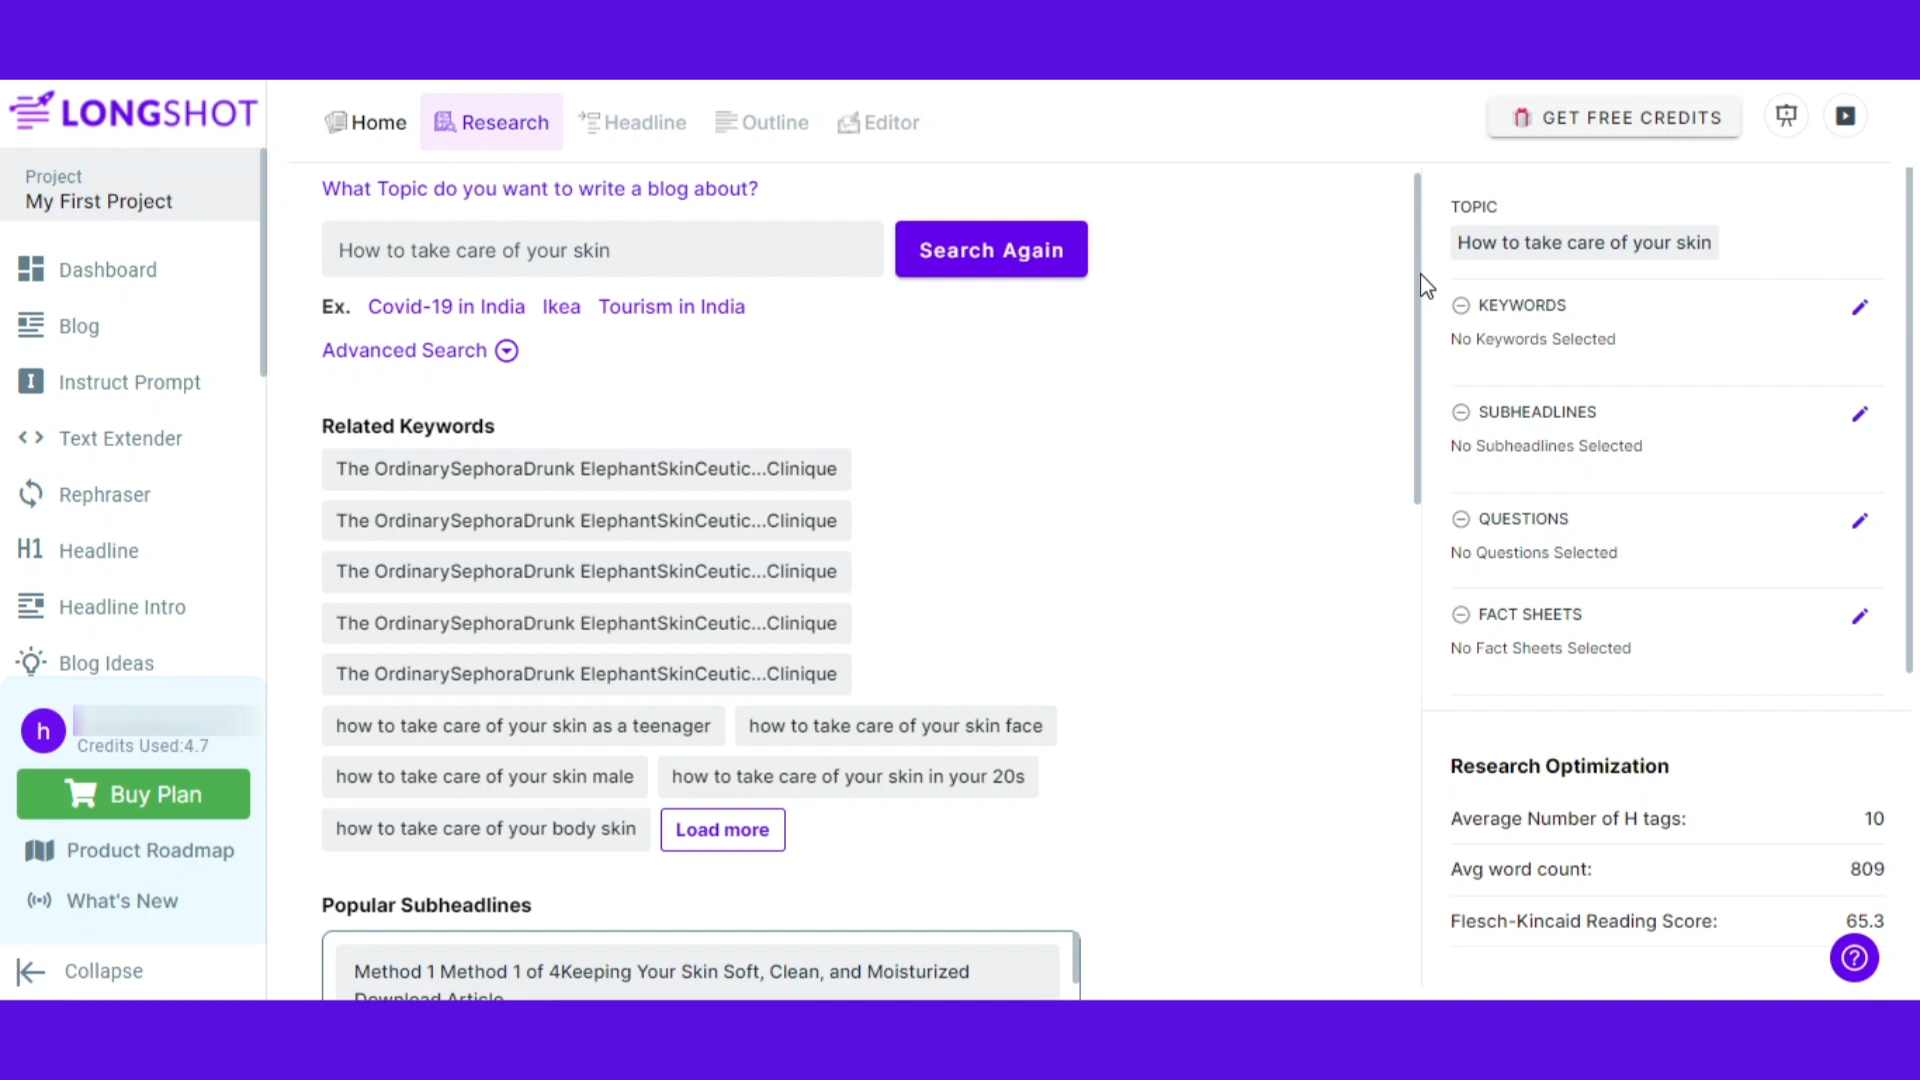 LONGSHOT
Home
Research
Headline
Outline
Editor
GET FREE CREDITS
Project
My First Project
Dashboard
Blog
Instruct Prompt
Text Extender
Rephraser
H1 Headline
Headline Intro
Blog Ideas
h
Credits Used:4.7
Buy Plan
Product Roadmap
What's New
Collapse
What Topic do you want to write a blog about?
How to take care of your skin
Search Again
Ex. Covid-19 in India Ikea Tourism in India
Advanced Search
Related Keywords
The OrdinarySephoraDrunk ElephantSkinCeutic...Clinique
The OrdinarySephoraDrunk ElephantSkinCeutic...Clinique
The OrdinarySephoraDrunk ElephantSkinCeutic...Clinique
The OrdinarySephoraDrunk ElephantSkinCeutic...Clinique
The OrdinarySephoraDrunk ElephantSkinCeutic...Clinique
how to take care of your skin as a teenager how to take care of your skin face
how to take care of your skin male how to take care of your skin in your 20s
how to take care of your body skin Load more
Popular Subheadlines
Method 1 Method 1 of 4Keeping Your Skin Soft, Clean, and Moisturized
Download Article
TOPIC
How to take care of your skin
KEYWORDS
No Keywords Selected
SUBHEADLINES
No Subheadlines Selected
QUESTIONS
No Questions Selected
FACT SHEETS
No Fact Sheets Selected
Research Optimization
Average Number of H tags: 10
Avg word count: 809
Flesch-Kincaid Reading Score: 65.3